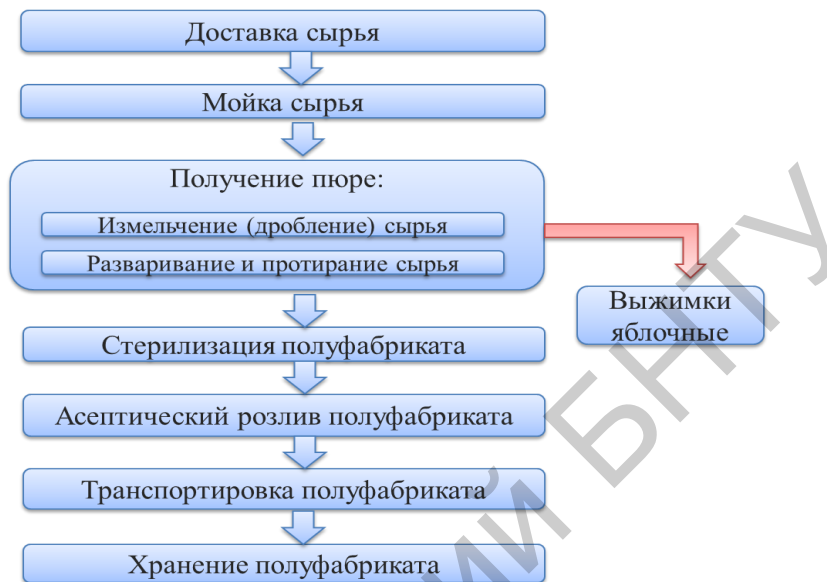 Доставка сырья
Мойка сырья
Получение пюре:
Измельчение (дробление) сырья
Разваривание и протирание сырья
Выжимки
яблочные
Стерилизация полуфабриката
Асептический розлив полуфабриката
Транспортировка полуфабриката
Хранение полуфабриката
БНТУ